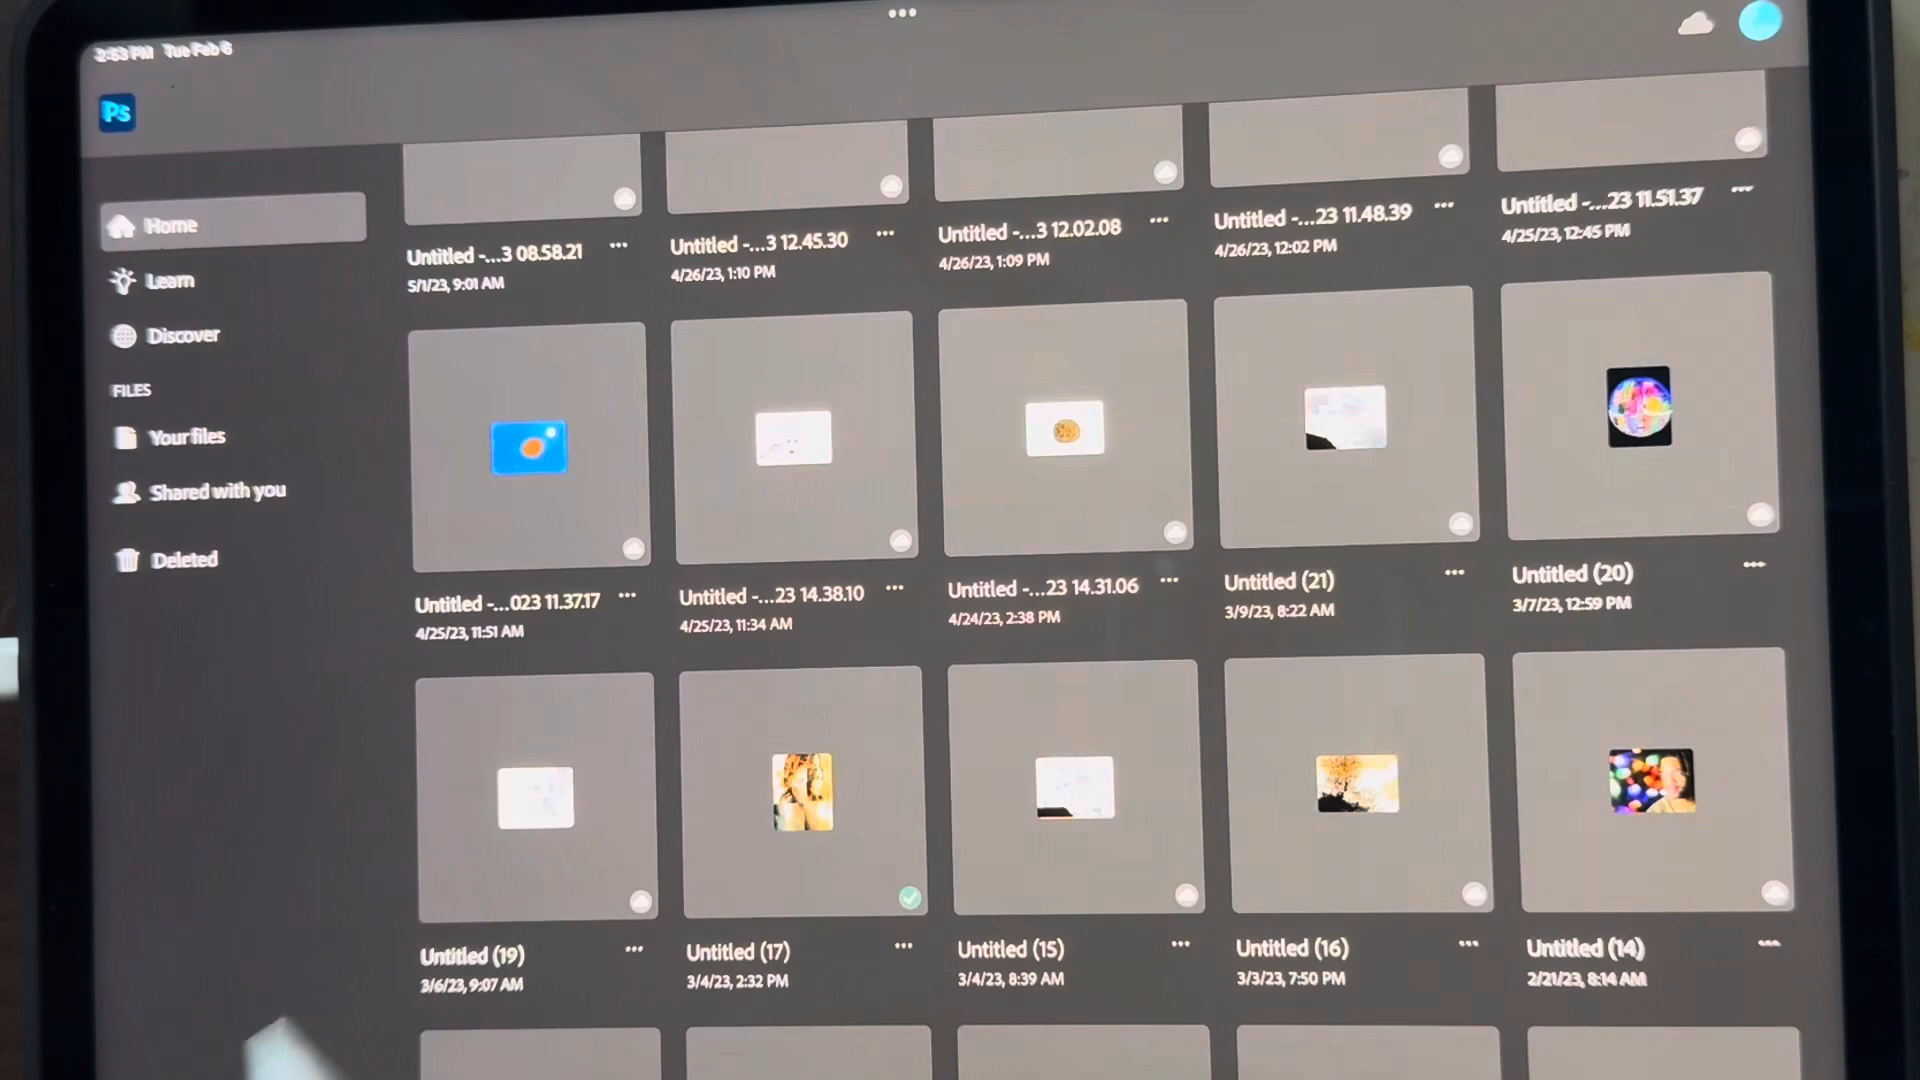 2:53 PM Tue Feb 6
Ps
Home
Learn
Discover
FILES
Your files
Shared with you
Deleted
Untitled -...3 08.58.21
5/1/23, 9:01 AM
Untitled -...3 12.45.30
4/26/23, 1:10 PM
Untitled -...3 12.02.08
4/26/23, 1:09 PM
Untitled -...23 11.48.39
4/26/23, 12:02 PM
Untitled -...23 11.51.37
4/25/23, 12:45 PM
Untitled -...023 11.37.17
4/25/23, 11:51 AM
Untitled -...23 14.38.10
4/25/23, 11:34 AM
Untitled -...23 14.31.06
4/24/23, 2:38 PM
Untitled (21)
3/9/23, 8:22 AM
Untitled (20)
3/7/23, 12:59 PM
Untitled (19)
3/6/23, 9:07 AM
Untitled (17)
3/4/23, 2:32 PM
Untitled (15)
3/4/23, 8:39 AM
Untitled (16)
3/3/23, 7:50 PM
Untitled (14)
2/21/23, 8:14 AM